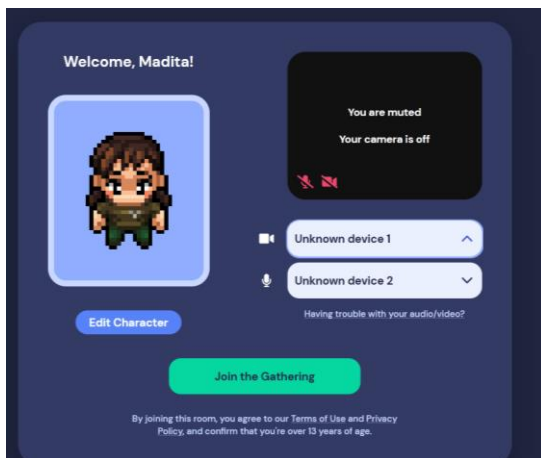 Welcome, Madita!
You are muted
Your camera is off
Unknown device 1
Unknown device 2
Having trouble with your audio/video?
Edit Character
Join the Gathering
By joining this room, you agree to our Terms of Use and Privacy
Policy, and confirm that you're over 13 years of age.